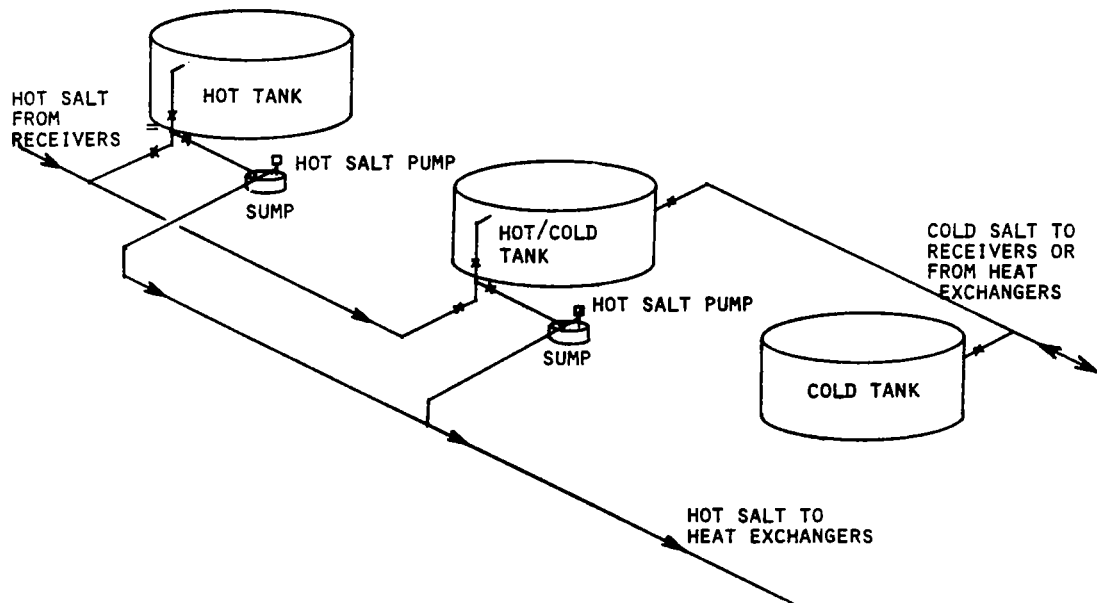 HOT TANK
HOT SALT
FROM
RECEIVERS
HOT SALT PUMP
SUMP
HOT/COLD
TANK
COLD SALT TO
RECEIVERS OR
FROM HEAT
EXCHANGERS
HOT SALT PUMP
SUMP
COLD TANK
HOT SALT TO
HEAT EXCHANGERS